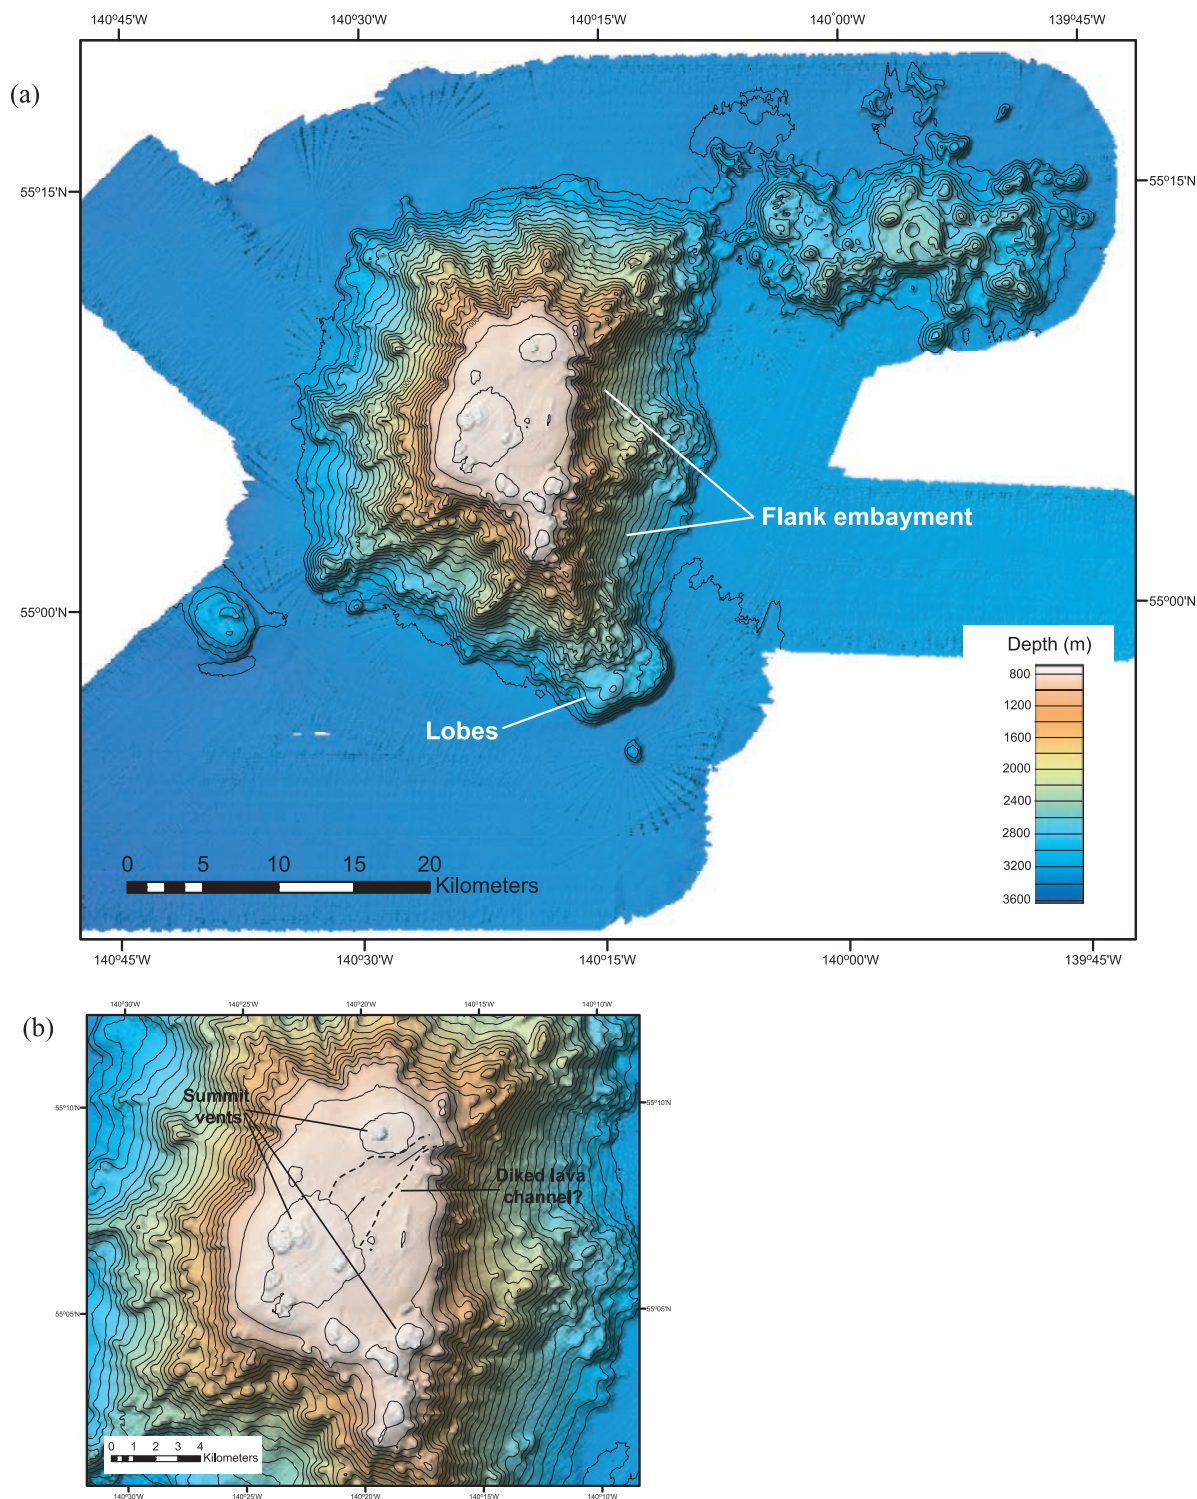 140°45'W 140°30'W 140°15'W 140°00'W 139°45'W
(a)
55°15'N 55°15'N
Flank embayment
55°00'N 55°00'N
Lobes
Depth (m)
800
1200
1600
2000
2400
2800
3200
3600
0 5 10 15 20
Kilometers
140°45'W 140°30'W 140°15'W 140°00'W 139°45'W
(b)
140°30'W 140°25'W 140°20'W 140°15'W 140°10'W
Summit
vents
55°10'N 55°10'N
Diked lava
channel?
55°05'N 55°05'N
0 1 2 3 4
Kilometers
140°30'W 140°25'W 140°20'W 140°15'W 140°10'W